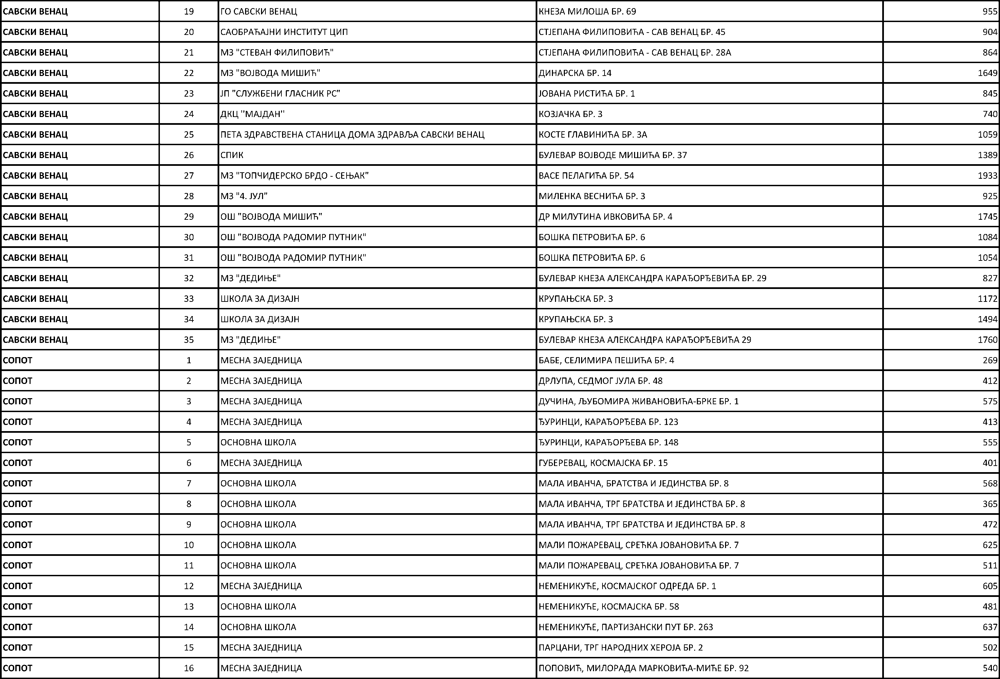 САВСКИ ВЕНАЦ 19 ГО САВСКИ ВЕНАЦ КНЕЗА МИЛОША БР. 69 955
САВСКИ ВЕНАЦ 20 САОБРАЋАЈНИ ИНСТИТУТ ЦИП СТЈЕПАНА ФИЛИПОВИЋА - САВ ВЕНАЦ БР. 45 904
САВСКИ ВЕНАЦ 21 МЗ "СТЕВАН ФИЛИПОВИЋ" СТЈЕПАНА ФИЛИПОВИЋА - САВ ВЕНАЦ БР. 28А 864
САВСКИ ВЕНАЦ 22 МЗ "ВОЈВОДА МИШИЋ" ДИНАРСКА БР. 14 1649
САВСКИ ВЕНАЦ 23 ЈП "СЛУЖБЕНИ ГЛАСНИК РС" ЈОВАНА РИСТИЋА БР. 1 845
САВСКИ ВЕНАЦ 24 ДКЦ ''МАЈДАН'' КОЗЈАЧКА БР. 3 740
САВСКИ ВЕНАЦ 25 ПЕТА ЗДРАВСТВЕНА СТАНИЦА ДОМА ЗДРАВЉА САВСКИ ВЕНАЦ КОСТЕ ГЛАВИНИЋА БР. 3А 1059
САВСКИ ВЕНАЦ 26 СПИК БУЛЕВАР ВОЈВОДЕ МИШИЋА БР. 37 1389
САВСКИ ВЕНАЦ 27 МЗ "ТОПЧИДЕРСКО БРДО - СЕЊАК" ВАСЕ ПЕЛАГИЋА БР. 54 1933
САВСКИ ВЕНАЦ 28 МЗ "4. ЈУЛ" МИЛЕНКА ВЕСНИЋА БР. 3 925
САВСКИ ВЕНАЦ 29 ОШ "ВОЈВОДА МИШИЋ" ДР МИЛУТИНА ИВКОВИЋА БР. 4 1745
САВСКИ ВЕНАЦ 30 ОШ "ВОЈВОДА РАДОМИР ПУТНИК" БОШКА ПЕТРОВИЋА БР. 6 1084
САВСКИ ВЕНАЦ 31 ОШ "ВОЈВОДА РАДОМИР ПУТНИК" БОШКА ПЕТРОВИЋА БР. 6 1054
САВСКИ ВЕНАЦ 32 МЗ "ДЕДИЊЕ" БУЛЕВАР КНЕЗА АЛЕКСАНДРА КАРАЂОРЂЕВИЋА БР. 29 827
САВСКИ ВЕНАЦ 33 ШКОЛА ЗА ДИЗАЈН КРУПАЊСКА БР. 3 1172
САВСКИ ВЕНАЦ 34 ШКОЛА ЗА ДИЗАЈН КРУПАЊСКА БР. 3 1494
САВСКИ ВЕНАЦ 35 МЗ "ДЕДИЊЕ" БУЛЕВАР КНЕЗА АЛЕКСАНДРА КАРАЂОРЂЕВИЋА 29 1760
СОПОТ 1 МЕСНА ЗАЈЕДНИЦА БАБЕ, СЕЛИМИРА ПЕШИЋА БР. 4 269
СОПОТ 2 МЕСНА ЗАЈЕДНИЦА ДРЛУПА, СЕДМОГ ЈУЛА БР. 48 412
СОПОТ 3 МЕСНА ЗАЈЕДНИЦА ДУЧИНА, ЉУБОМИРА ЖИВАНОВИЋА-БРКЕ БР. 1 575
СОПОТ 4 МЕСНА ЗАЈЕДНИЦА ЂУРИНЦИ, КАРАЂОРЂЕВА БР. 123 413
СОПОТ 5 ОСНОВНА ШКОЛА ЂУРИНЦИ, КАРАЂОРЂЕВА БР. 148 555
СОПОТ 6 МЕСНА ЗАЈЕДНИЦА ГУБЕРЕВАЦ, КОСМАЈСКА БР. 15 401
СОПОТ 7 ОСНОВНА ШКОЛА МАЛА ИВАНЧА, БРАТСТВА И ЈЕДИНСТВА БР. 8 568
СОПОТ 8 ОСНОВНА ШКОЛА МАЛА ИВАНЧА, ТРГ БРАТСТВА И ЈЕДИНСТВА БР. 8 365
СОПОТ 9 ОСНОВНА ШКОЛА МАЛА ИВАНЧА, ТРГ БРАТСТВА И ЈЕДИНСТВА БР. 8 472
СОПОТ 10 ОСНОВНА ШКОЛА МАЛИ ПОЖАРЕВАЦ, СРЕЋКА ЈОВАНОВИЋА БР. 7 625
СОПОТ 11 ОСНОВНА ШКОЛА МАЛИ ПОЖАРЕВАЦ, СРЕЋКА ЈОВАНОВИЋА БР. 7 511
СОПОТ 12 МЕСНА ЗАЈЕДНИЦА НЕМЕНИКУЋЕ, КОСМАЈСКОГ ОДРЕДА БР. 1 605
СОПОТ 13 ОСНОВНА ШКОЛА НЕМЕНИКУЋЕ, КОСМАЈСКА БР. 58 481
СОПОТ 14 ОСНОВНА ШКОЛА НЕМЕНИКУЋЕ, ПАРТИЗАНСКИ ПУТ БР. 263 637
СОПОТ 15 МЕСНА ЗАЈЕДНИЦА ПАРЦАНИ, ТРГ НАРОДНИХ ХЕРОЈА БР. 2 502
СОПОТ 16 МЕСНА ЗАЈЕДНИЦА ПОПОВИЋ, МИЛОРАДА МАРКОВИЋА-МИЋЕ БР. 92 540